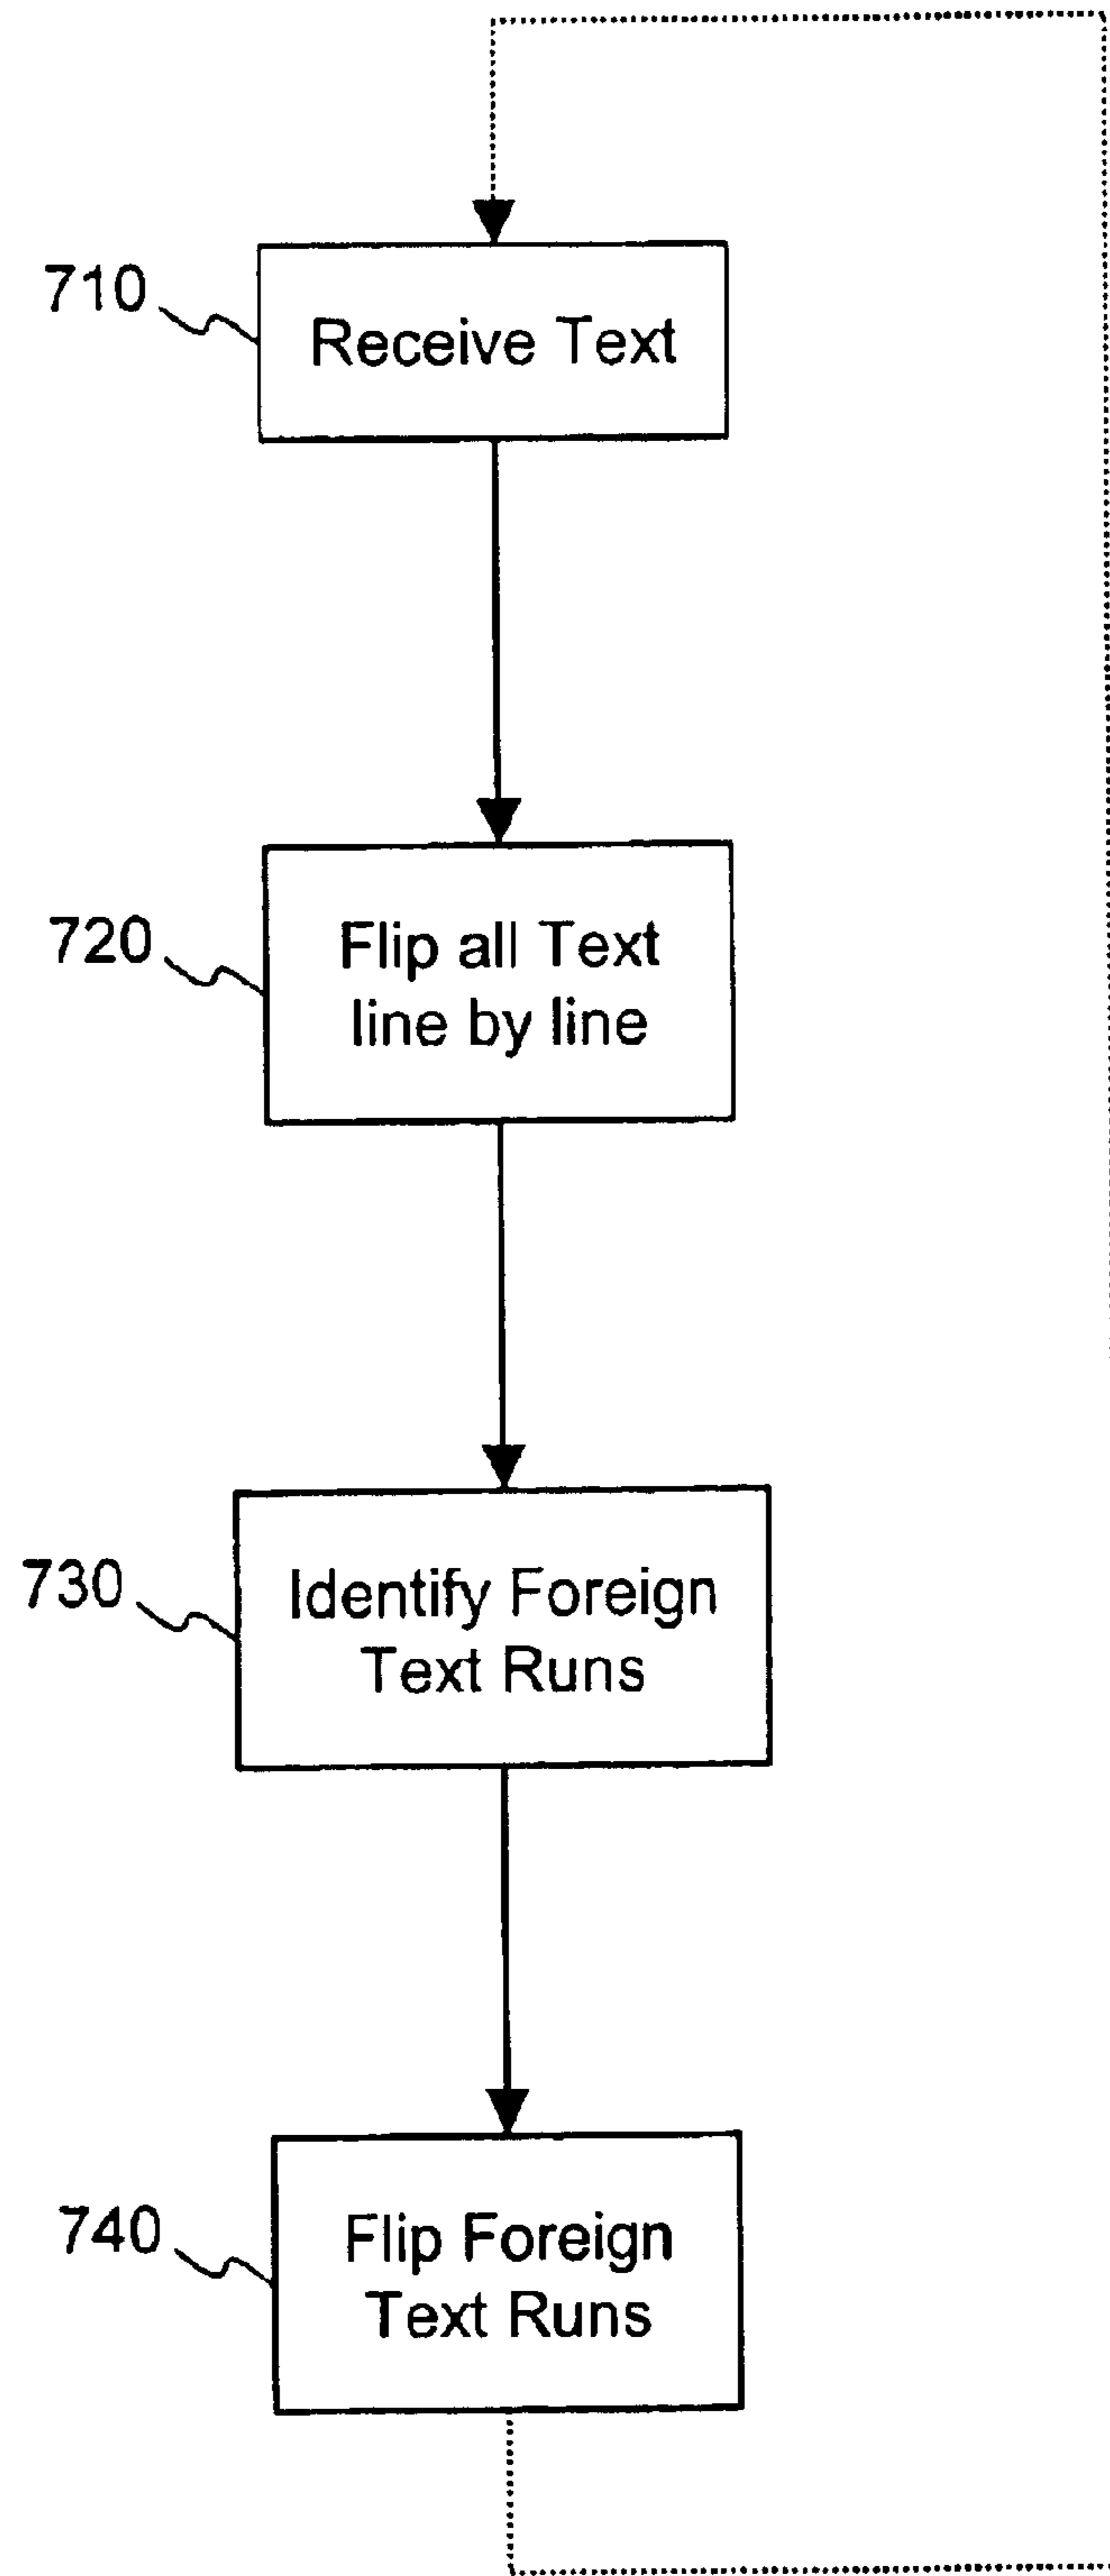 710
Receive Text
720
Flip all Text
line by line
730
Identify Foreign
Text Runs
740
Flip Foreign
Text Runs